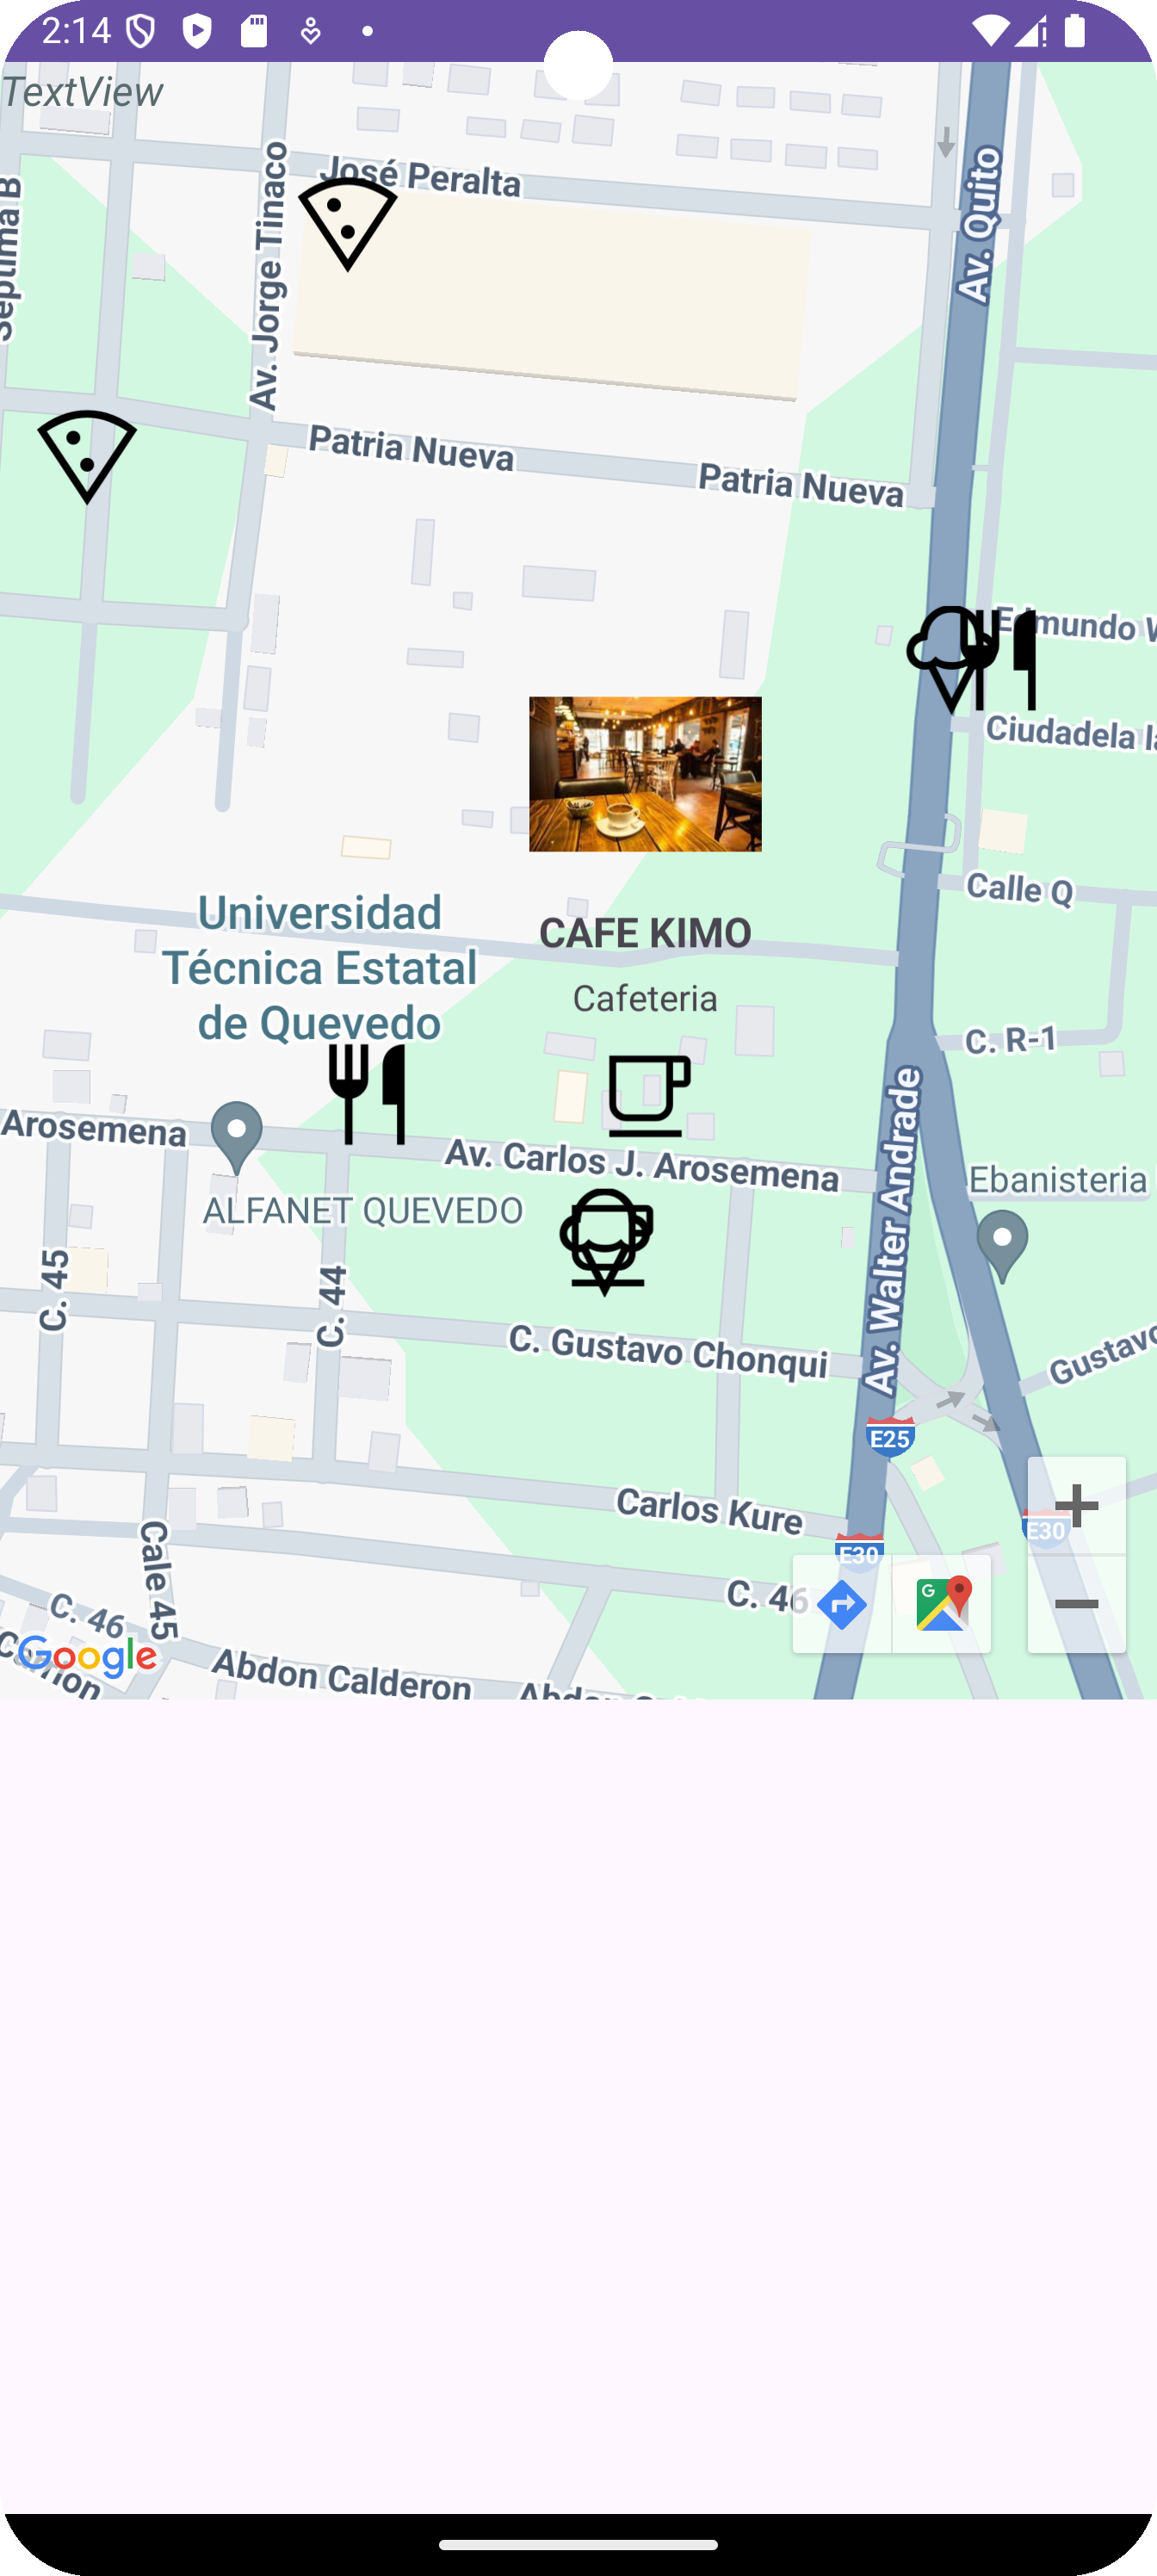 2:14
TextView
José Peralta
Av. Jorge Tinaco
Septima B
Av. Quito
Patria Nueva
Patria Nueva
Ciudadela
CAFE KIMO
Cafeteria
Calle Q
Universidad
Técnica Estatal
de Quevedo
C. R-1
Arosemena
Av. Carlos J. Arosemena
Av. Walter Andrade
Ebanisteria
ALFANET QUEVEDO
C. 45
C. 44
C. Gustavo Chonqui
Gustavo
E25
Carlos Kure
E30
E30
Cale 45
C. 46
C. 46
Google
G
Abdon Calderon